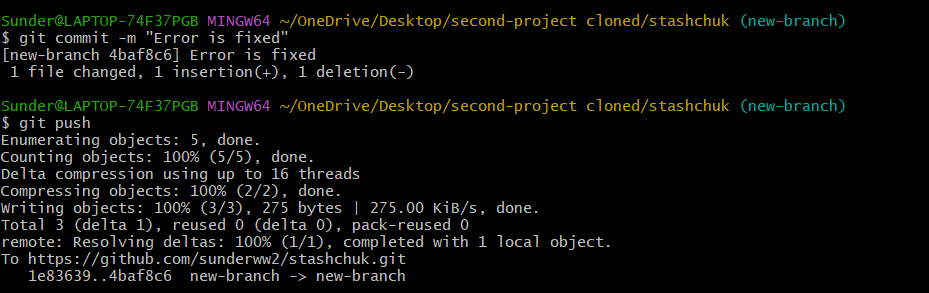 Sunder@LAPTOP-74F37PGB MINGW64 ~/OneDrive/Desktop/second-project cloned/stashchuk (new-branch)
$ git commit -m "Error is fixed"
[new-branch 4baf8c6] Error is fixed
 1 file changed, 1 insertion(+), 1 deletion(-)
Sunder@LAPTOP-74F37PGB MINGW64 ~/OneDrive/Desktop/second-project cloned/stashchuk (new-branch)
$ git push
Enumerating objects: 5, done.
Counting objects: 100% (5/5), done.
Delta compression using up to 16 threads
Compressing objects: 100% (2/2), done.
Writing objects: 100% (3/3), 275 bytes | 275.00 KiB/s, done.
Total 3 (delta 1), reused 0 (delta 0), pack-reused 0
remote: Resolving deltas: 100% (1/1), completed with 1 local object.
To https://github.com/sunderww2/stashchuk.git
   1e83639..4baf8c6  new-branch -> new-branch